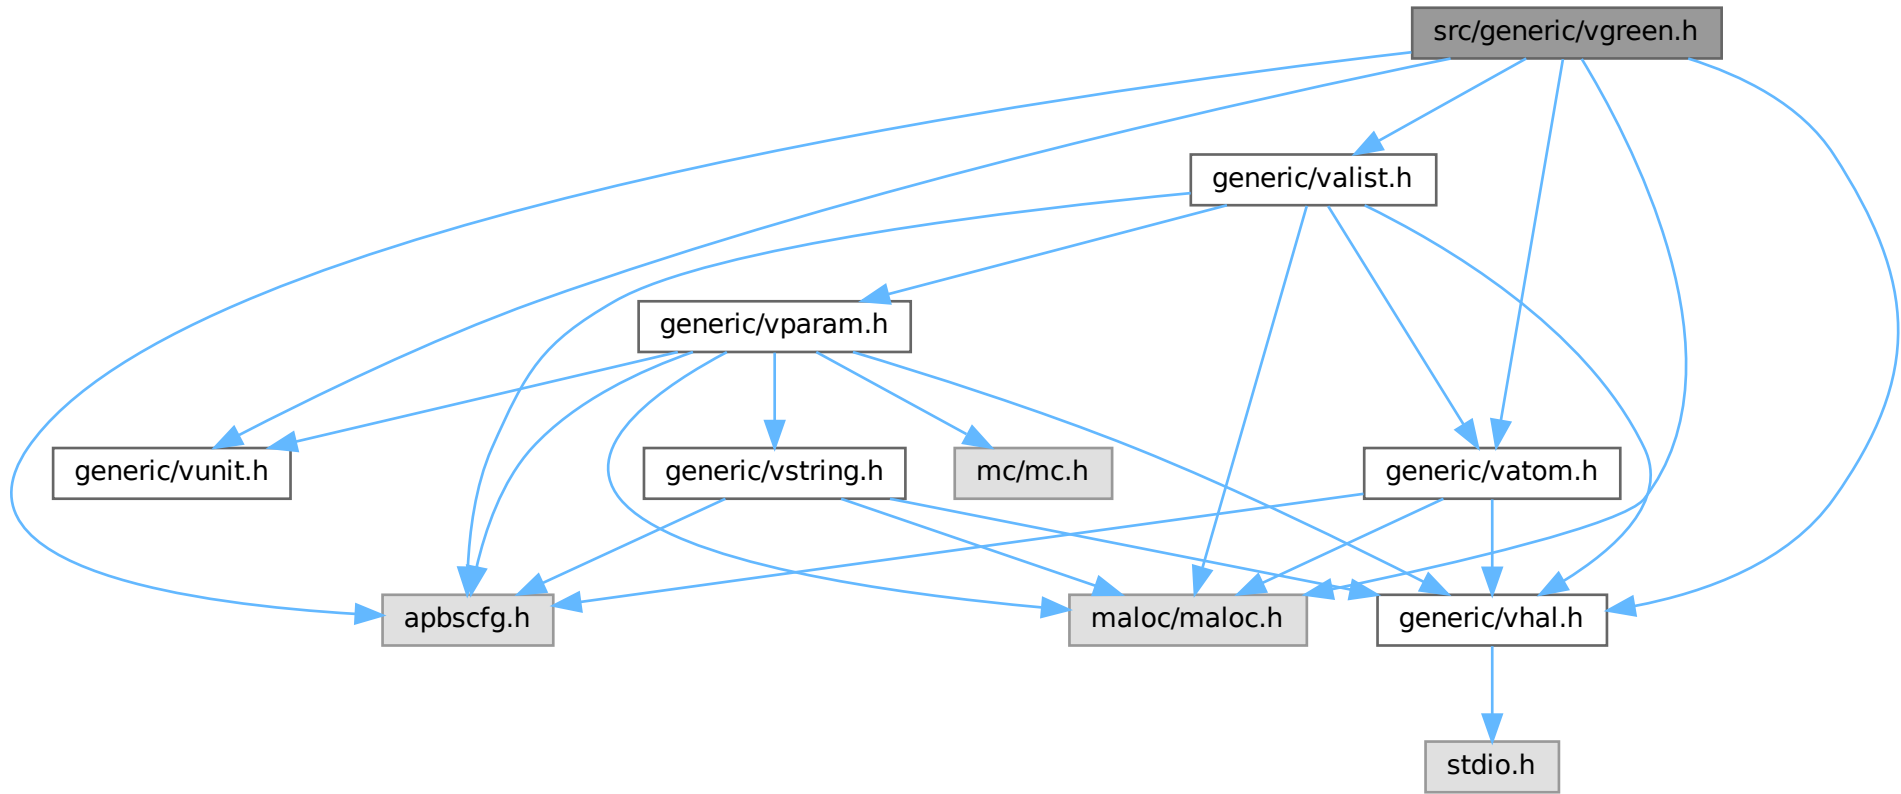 src/generic/vgreen.h
generic/valist.h
generic/vparam.h
generic/vunit.h
generic/vstring.h
mc/mc.h
generic/vatom.h
apbscfg.h
maloc/maloc.h
generic/vhal.h
stdio.h